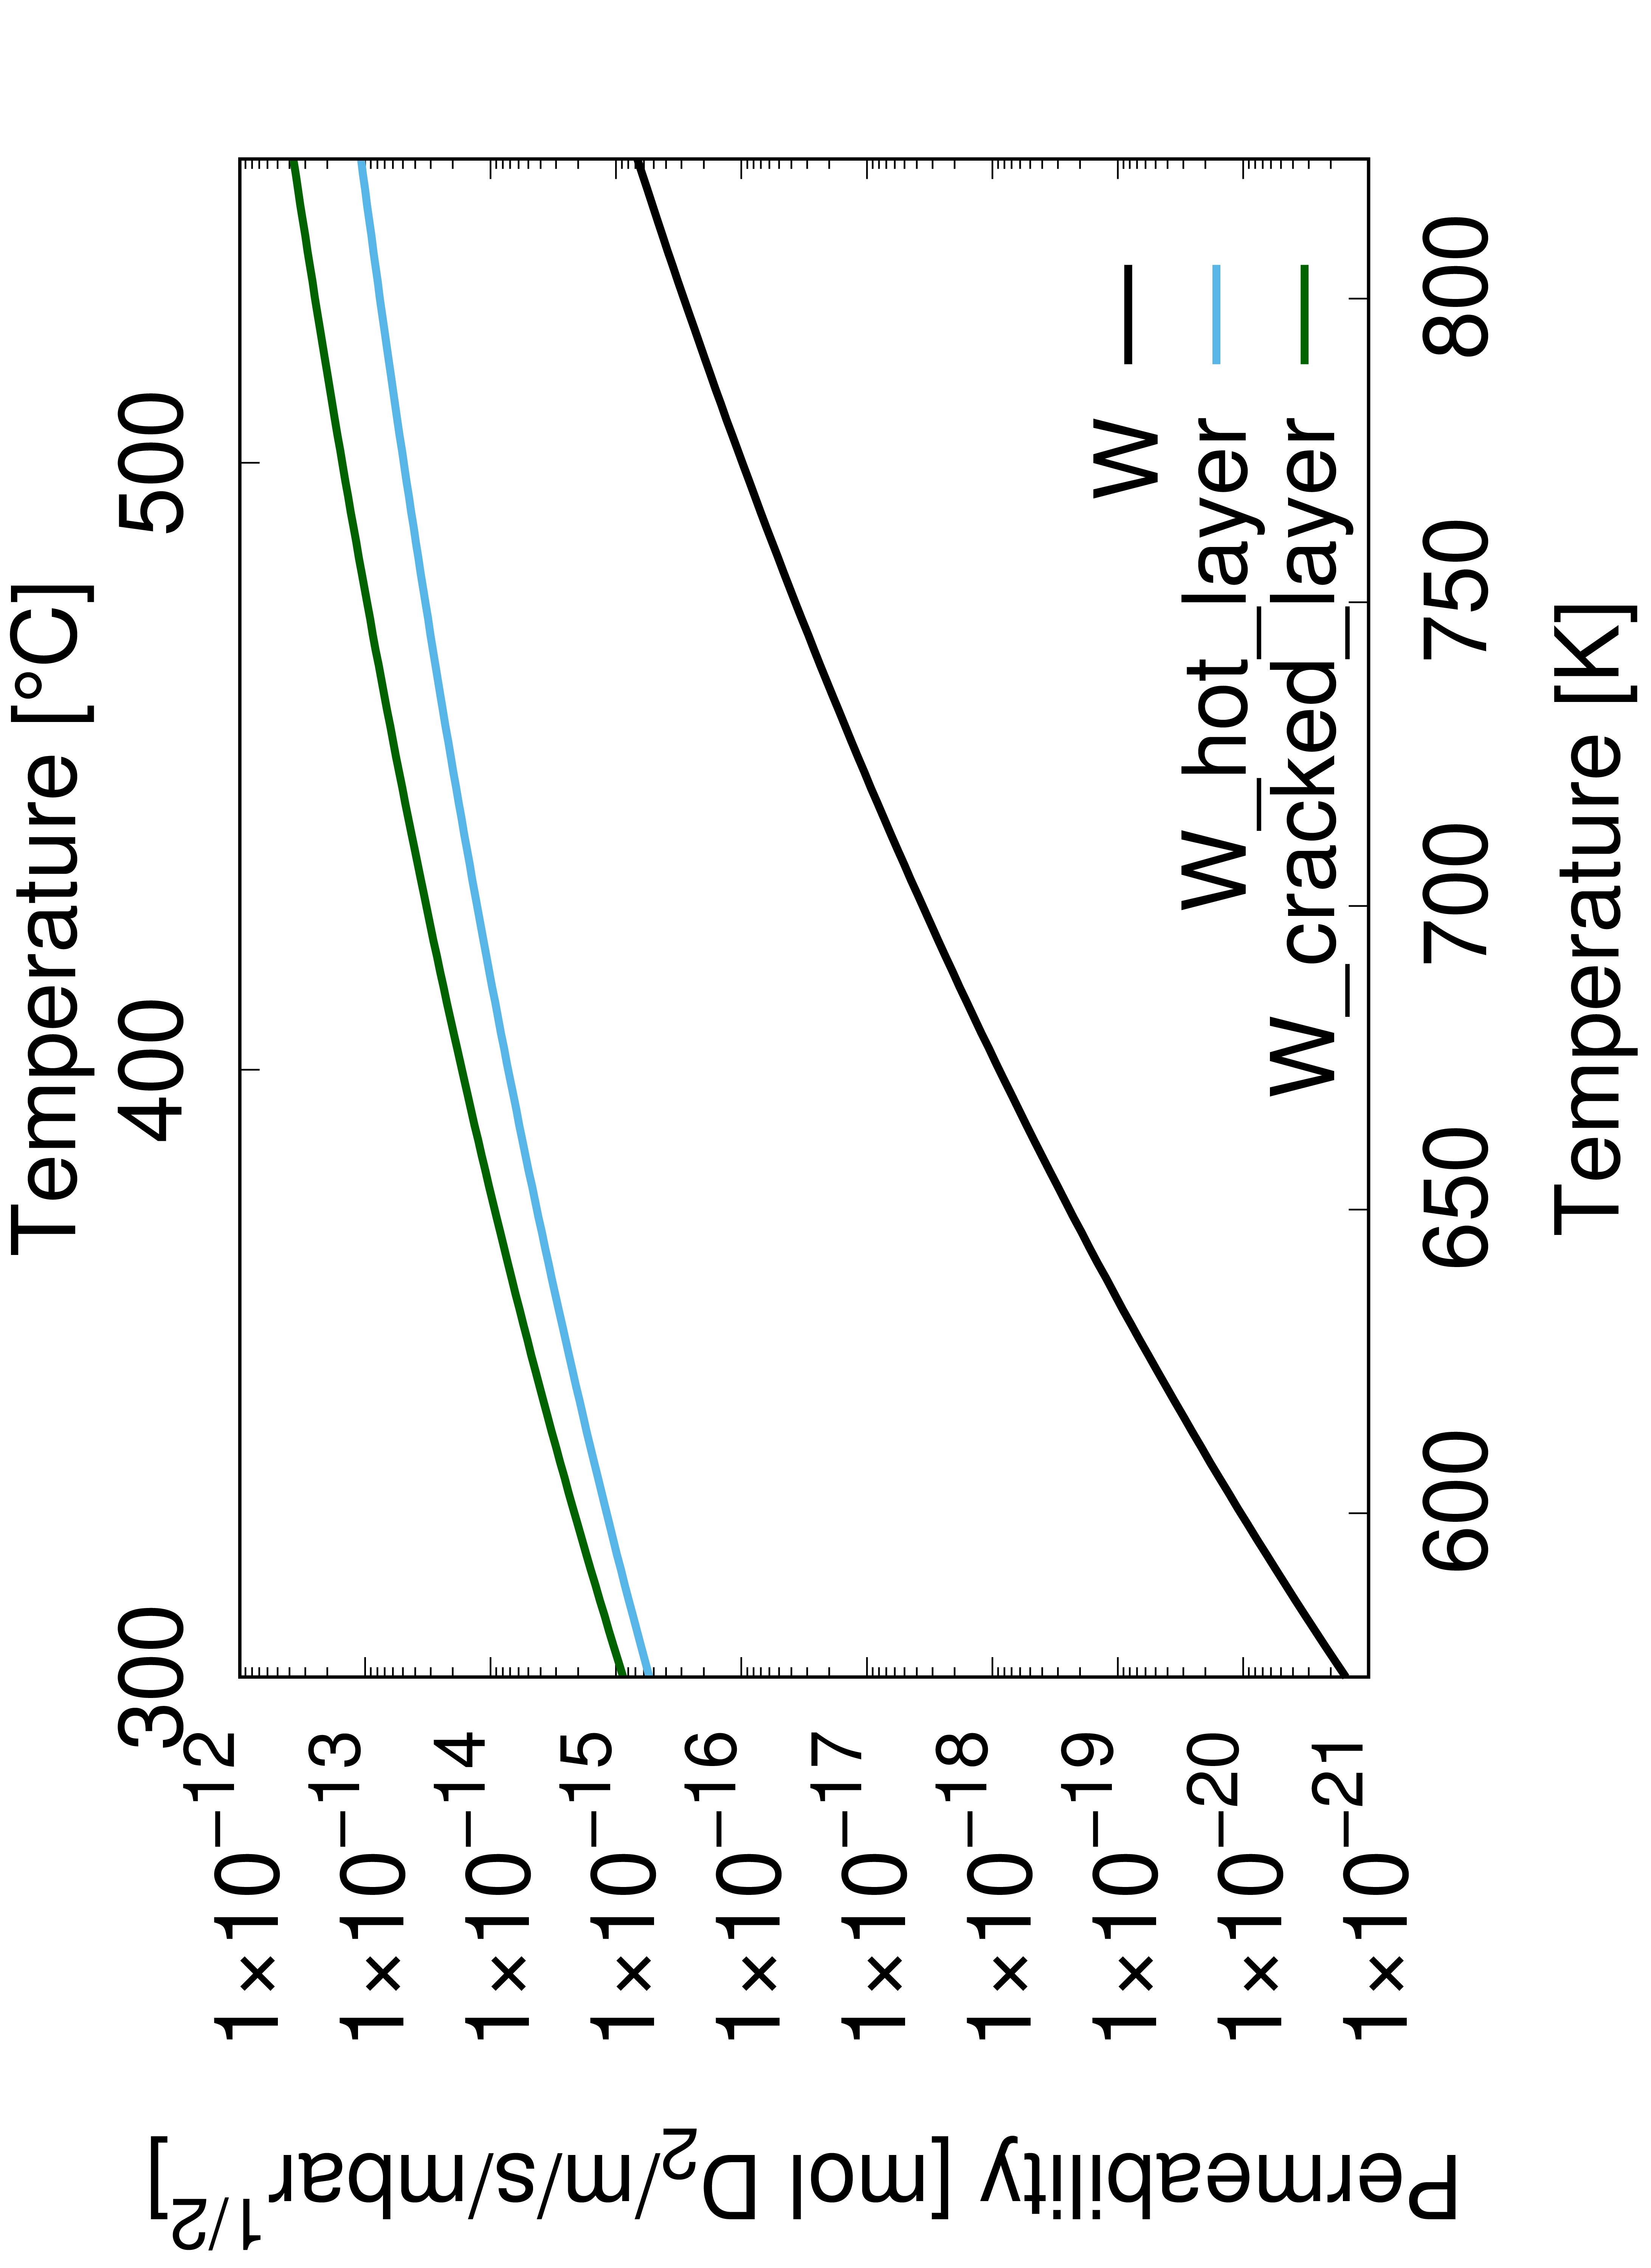 Temperature [°C]
300 400 500
1×10⁻¹²
1×10⁻¹³
1×10⁻¹⁴
1×10⁻¹⁵
1×10⁻¹⁶
1×10⁻¹⁷
1×10⁻¹⁸
1×10⁻¹⁹
1×10⁻²⁰
1×10⁻²¹
Permeability [mol D₂/m/s/mbar¹/²]
W
W_hot_layer
W_cracked_layer
600 650 700 750 800
Temperature [K]